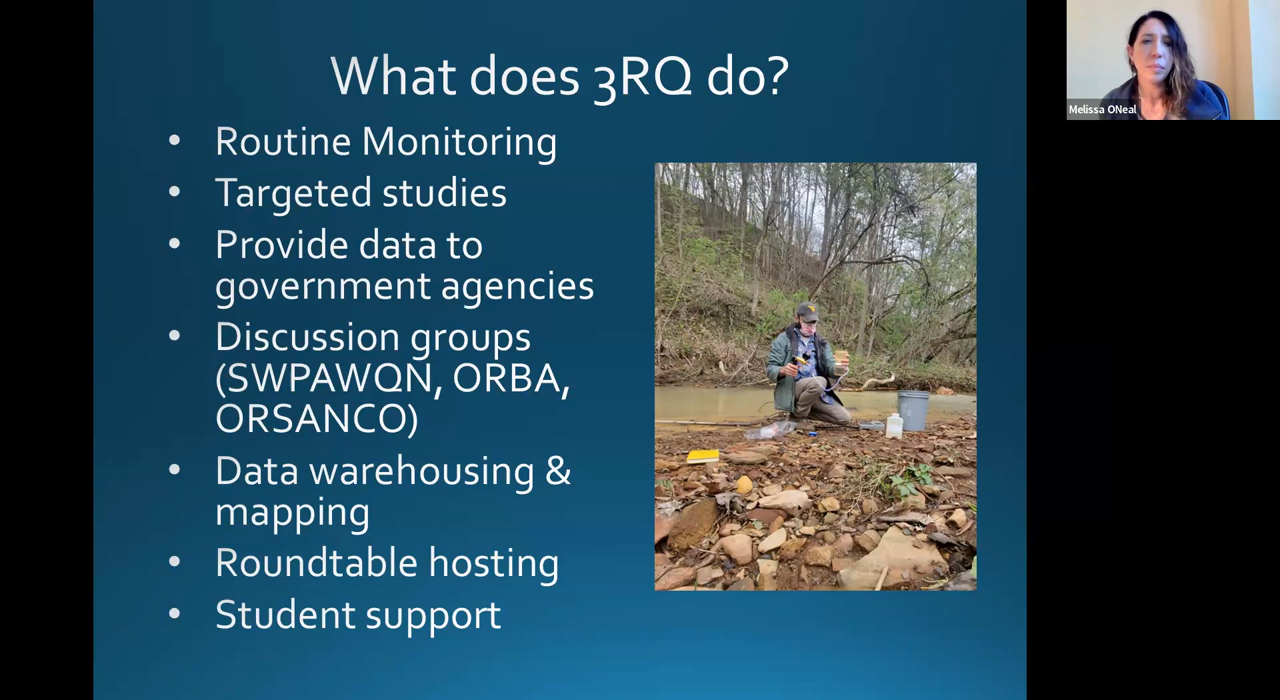 What does 3RQ do?
• Routine Monitoring
• Targeted studies
• Provide data to
government agencies
• Discussion groups
(SWPAWQN, ORBA,
ORSANCO)
• Data warehousing &
mapping
• Roundtable hosting
• Student support
Melissa ONeal